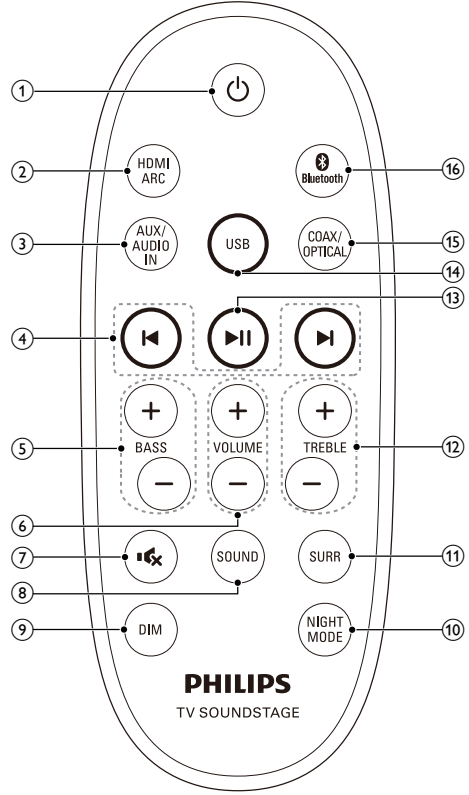 1
2
HDMI
ARC
Bluetooth
16
3
AUX/
AUDIO
IN
USB
COAX/
OPTICAL
15
14
13
4
5
BASS
VOLUME
TREBLE
12
6
7
SOUND
SURR
11
8
9
DIM
NIGHT
MODE
10
PHILIPS
TV SOUNDSTAGE